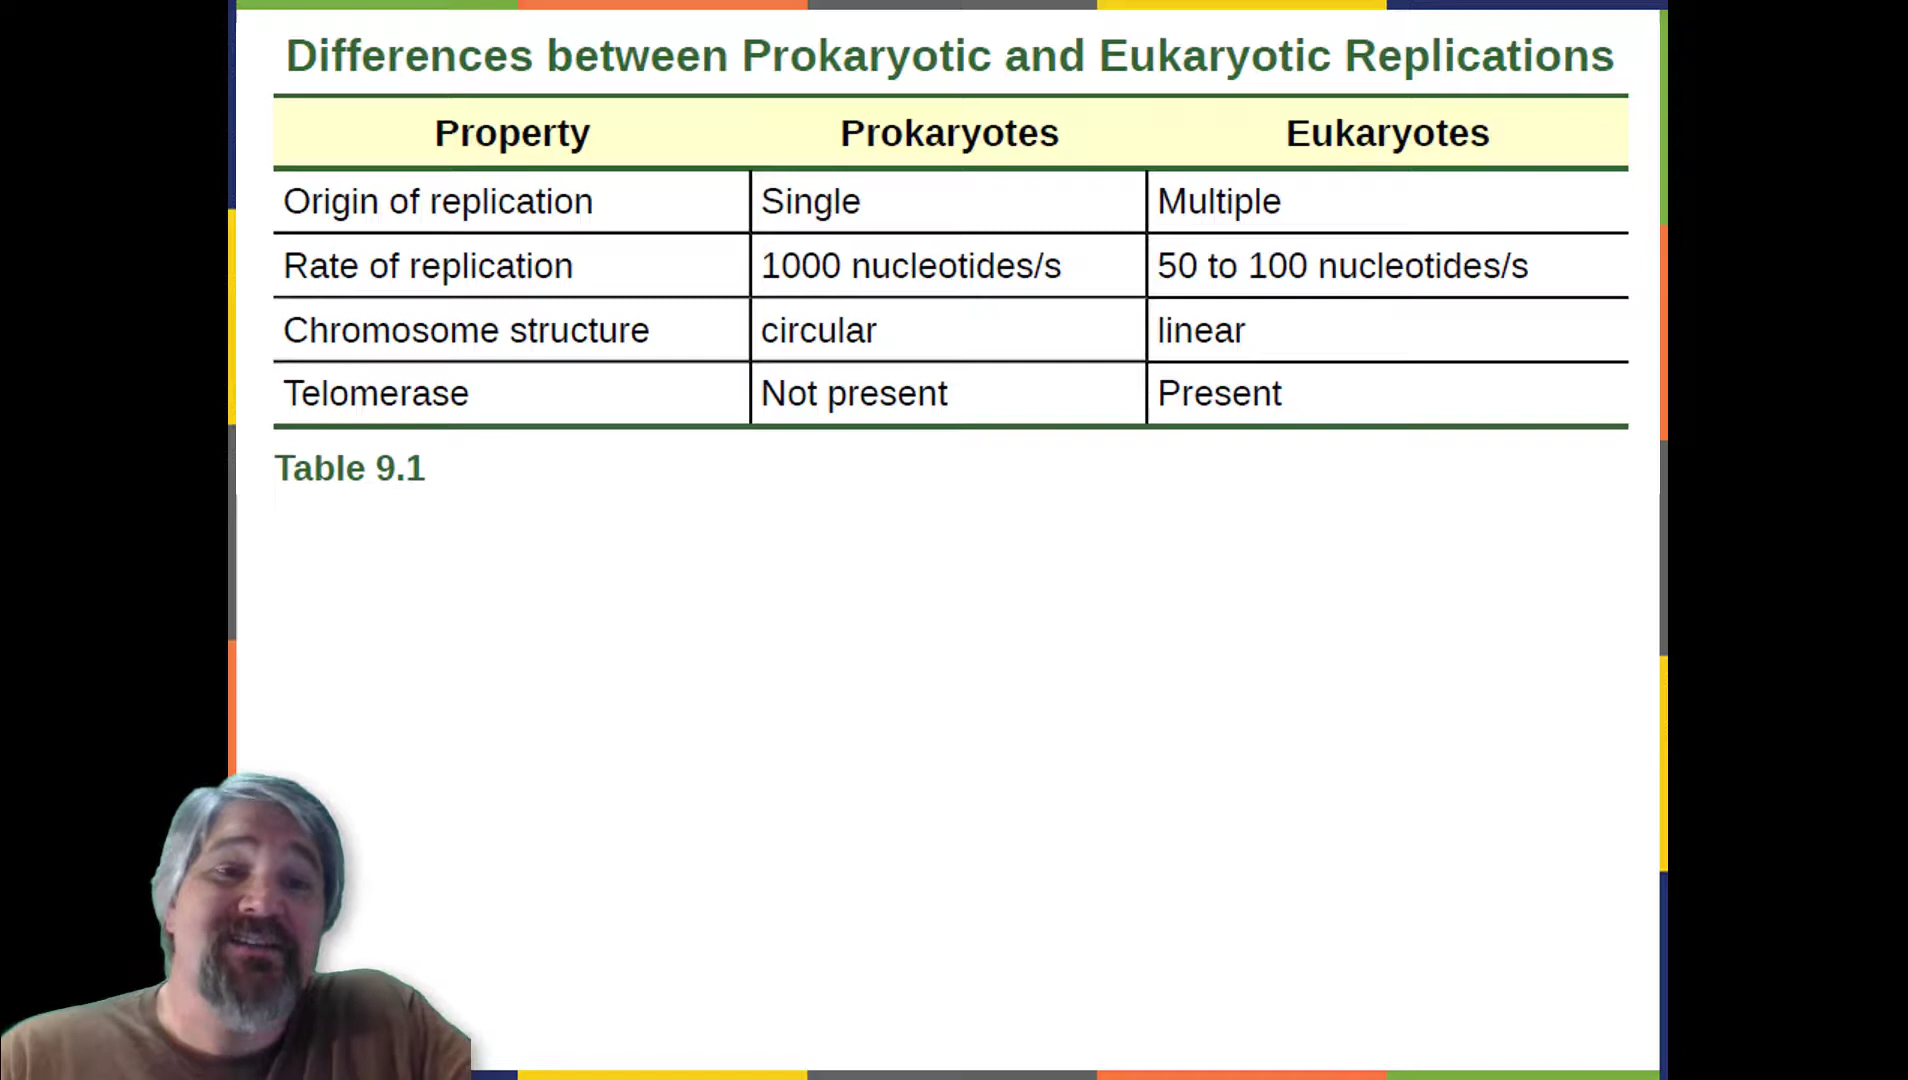 Differences between Prokaryotic and Eukaryotic Replications
Property Prokaryotes Eukaryotes
Origin of replication Single Multiple
Rate of replication 1000 nucleotides/s 50 to 100 nucleotides/s
Chromosome structure circular linear
Telomerase Not present Present
Table 9.1